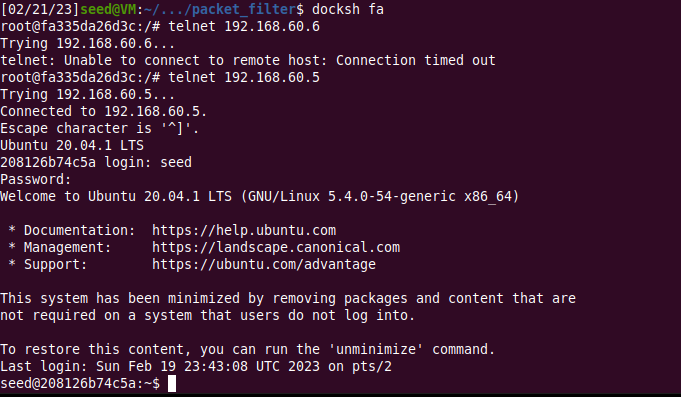 [02/21/23]seed@VM:~/.../packet_filter$ docksh fa
root@fa335da26d3c:/# telnet 192.168.60.6
Trying 192.168.60.6...
telnet: Unable to connect to remote host: Connection timed out
root@fa335da26d3c:/# telnet 192.168.60.5
Trying 192.168.60.5...
Connected to 192.168.60.5.
Escape character is '^]'.
Ubuntu 20.04.1 LTS
208126b74c5a login: seed
Password:
Welcome to Ubuntu 20.04.1 LTS (GNU/Linux 5.4.0-54-generic x86_64)
* Documentation:  https://help.ubuntu.com
* Management:     https://landscape.canonical.com
* Support:        https://ubuntu.com/advantage
This system has been minimized by removing packages and content that are
not required on a system that users do not log into.
To restore this content, you can run the 'unminimize' command.
Last login: Sun Feb 19 23:43:08 UTC 2023 on pts/2
seed@208126b74c5a:~$